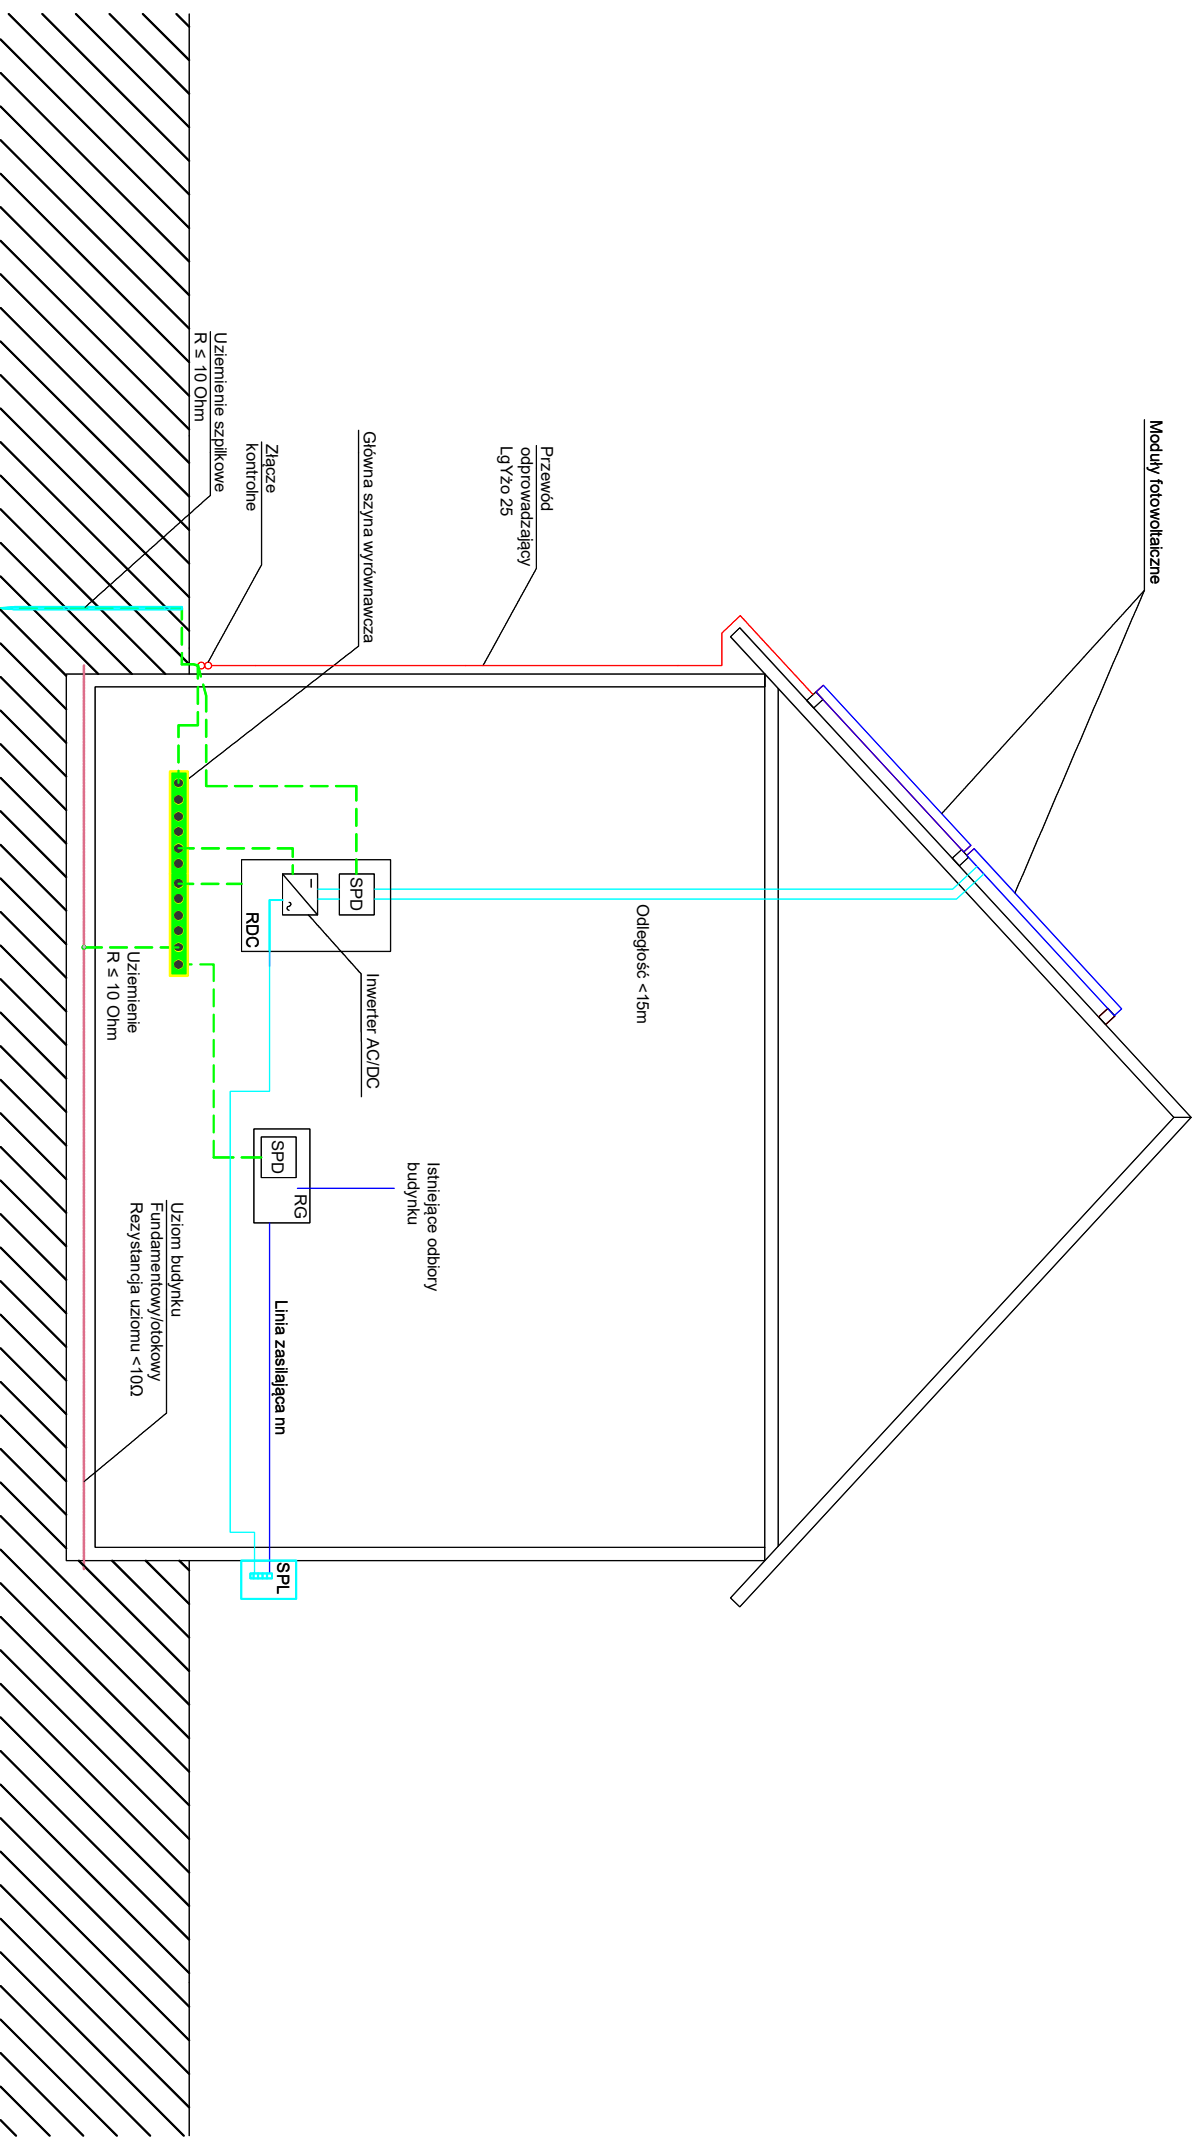 Moduły fotowoltaiczne
Przewód
odprowadzający
LgYżo 25
Główna szyna wyrównawcza
Złącze
kontrolne
Uziemienie szpilkowe
R ≤ 10 Ohm
Odległość <15m
SPD
–
~
RDC
Inwerter AC/DC
Uziemienie
R ≤ 10 Ohm
Istniejące odbiory
budynku
SPD
RG
Linia zasilająca nn
Uziom budynku
Fundamentowy/otokowy
Rezystancja uziomu <10Ω
SPL